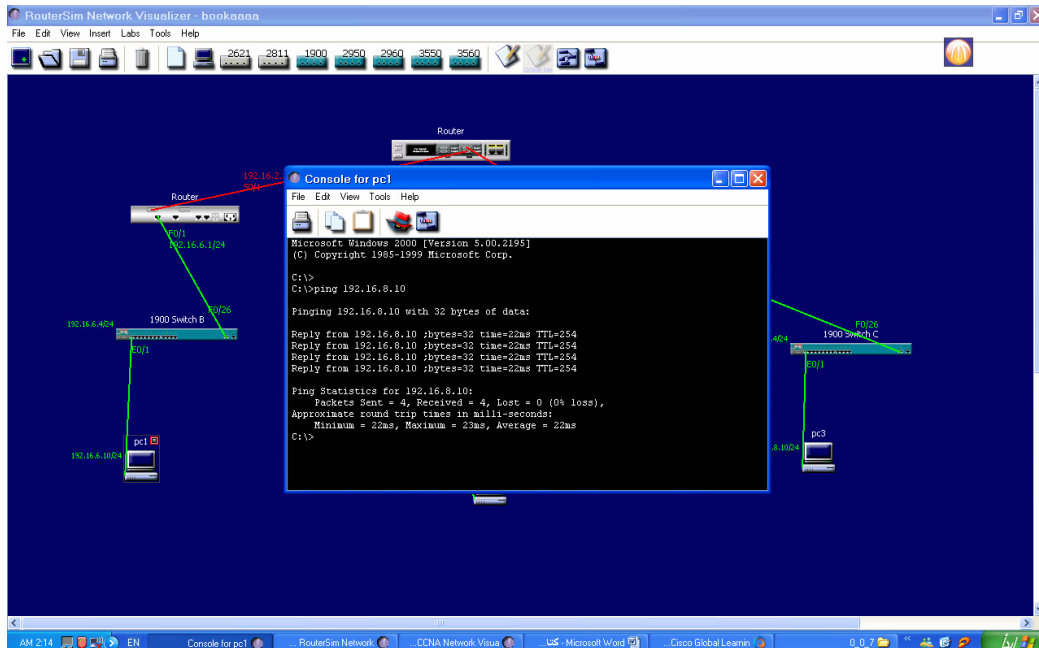 RouterSim Network Visualizer - bookaaaa
File Edit View Insert Labs Tools Help
2621 2811 1900 2950 2960 3550 3560
Router
192.16.2.
S0/1
Router
F0/1
192.16.6.1/24
F0/26
1900 Switch B
192.16.6.4/24
E0/1
pc1
192.16.6.10/24
Console for pc1
File Edit View Tools Help
Microsoft Windows 2000 [Version 5.00.2195]
(C) Copyright 1985-1999 Microsoft Corp.
C:\>
C:\>ping 192.16.8.10
Pinging 192.16.8.10 with 32 bytes of data:
Reply from 192.16.8.10 ;bytes=32 time=22ms TTL=254
Reply from 192.16.8.10 ;bytes=32 time=22ms TTL=254
Reply from 192.16.8.10 ;bytes=32 time=22ms TTL=254
Reply from 192.16.8.10 ;bytes=32 time=22ms TTL=254
Ping Statistics for 192.16.8.10:
Packets Sent = 4, Received = 4, Lost = 0 (0% loss),
Approximate round trip times in milli-seconds:
Minimum = 22ms, Maximum = 23ms, Average = 22ms
C:\>
F0/26
1900 Switch C
.4/24
E0/1
pc3
.8.10/24
AM 2:14 EN Console for pc1 ... RouterSim Network ...CCNA Network Visua ...كتا - Microsoft Word ...Cisco Global Learnin 0_0_7 ابدأ